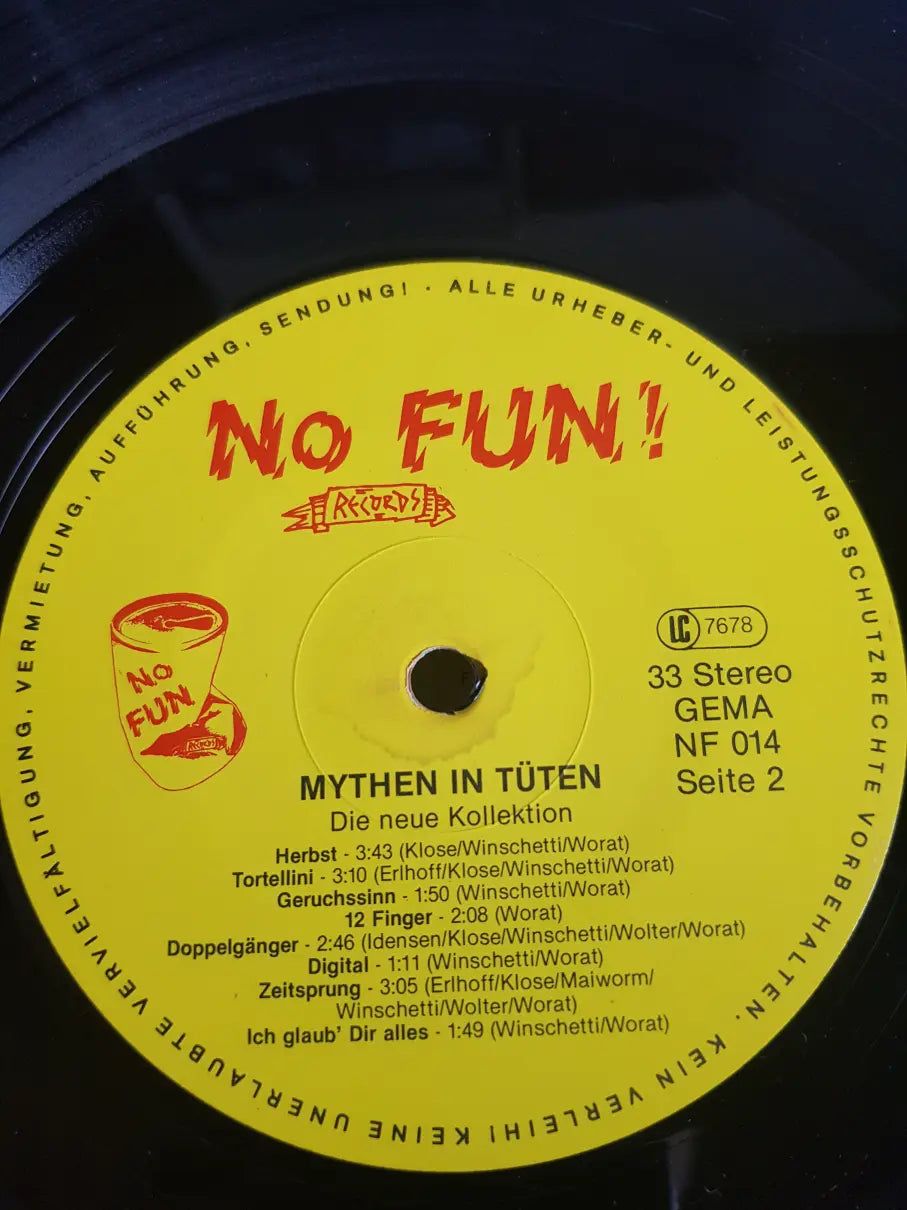 ALLE URHEBER- UND LEISTUNGSSCHUTZRECHTE VORBEHALTEN. KEIN VERLEIH! KEINE UNERLAUBTE VERVIELFÄLTIGUNG, VERMIETUNG, AUFFÜHRUNG, SENDUNG! ·
No FUN!
RECORDS
No
FUN
RECORDS
LC 7678
33 Stereo
GEMA
NF 014
Seite 2
MYTHEN IN TÜTEN
Die neue Kollektion
Herbst - 3:43 (Klose/Winschetti/Worat)
Tortellini - 3:10 (Erlhoff/Klose/Winschetti/Worat)
Geruchssinn - 1:50 (Winschetti/Worat)
12 Finger - 2:08 (Worat)
Doppelgänger - 2:46 (Idensen/Klose/Winschetti/Wolter/Worat)
Digital - 1:11 (Winschetti/Worat)
Zeitsprung - 3:05 (Erlhoff/Klose/Maiworm/
Winschetti/Wolter/Worat)
Ich glaub' Dir alles - 1:49 (Winschetti/Worat)